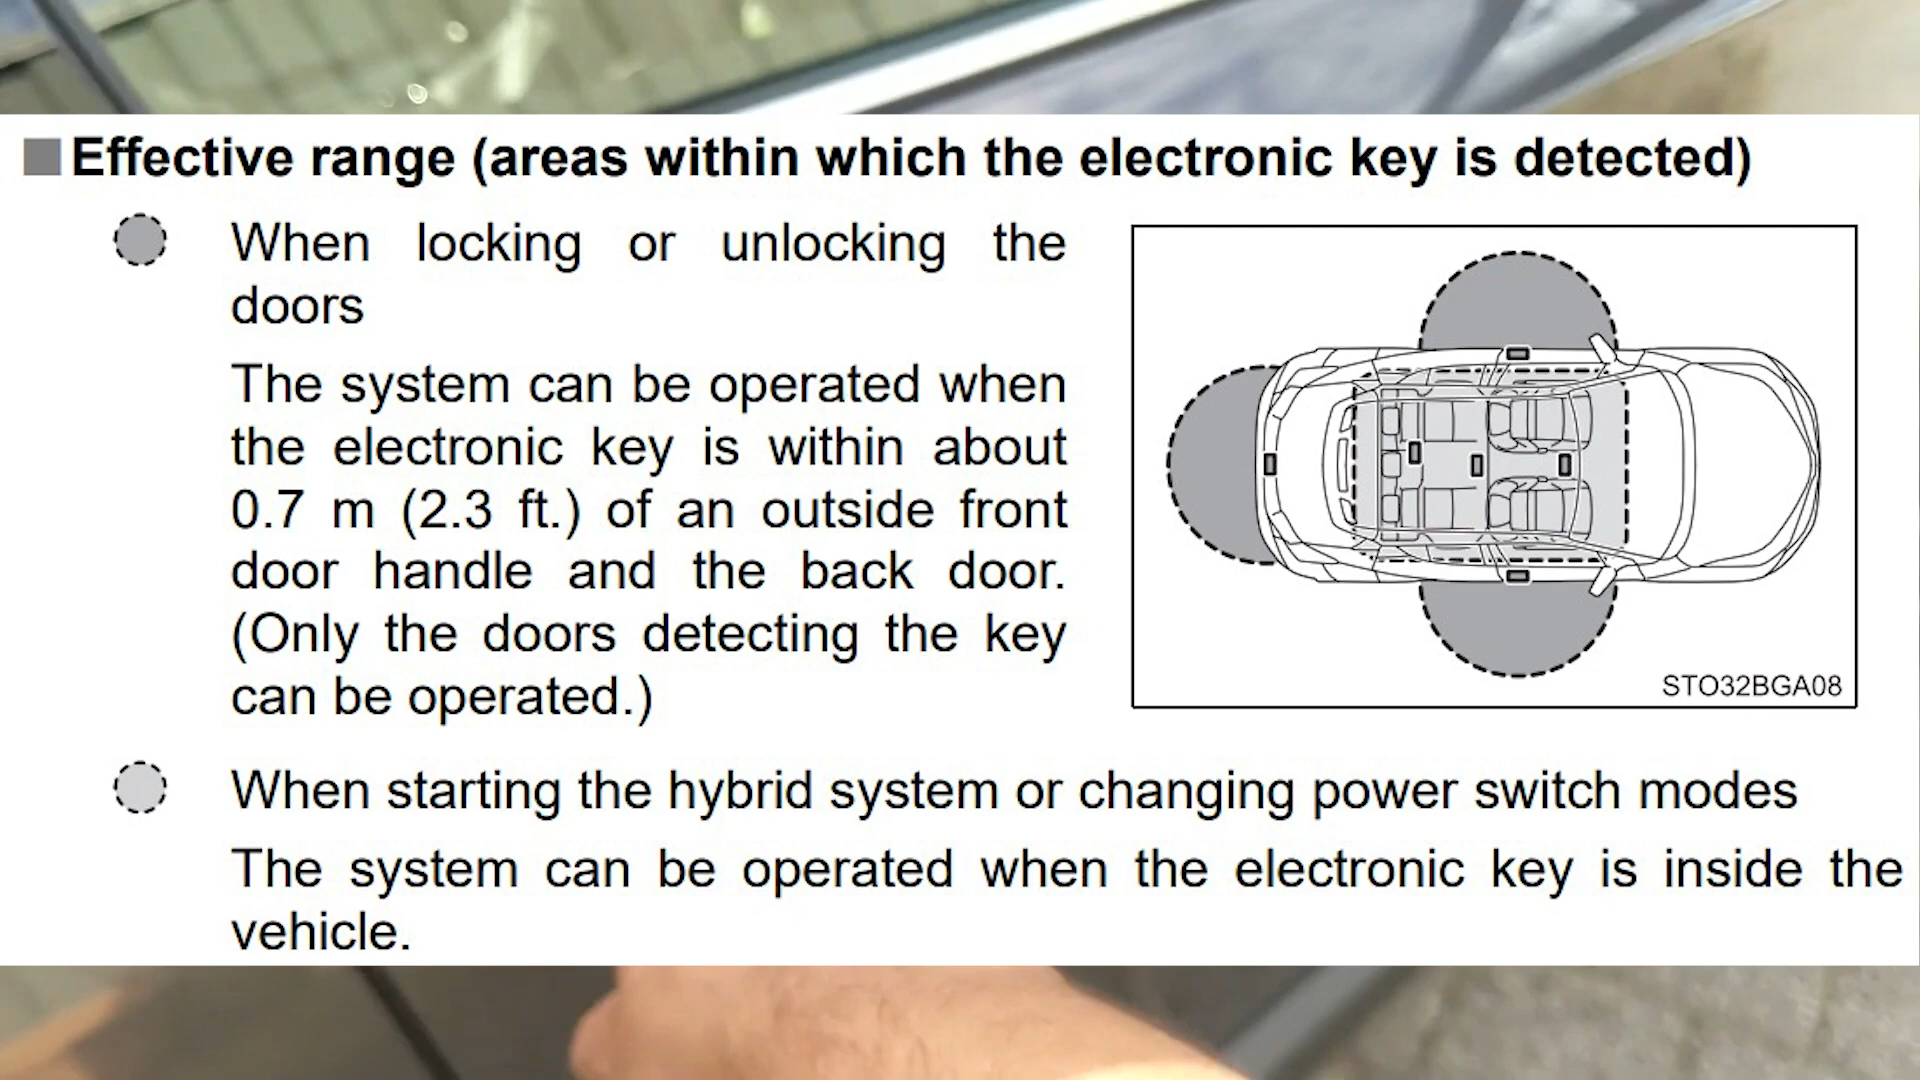 Effective range (areas within which the electronic key is detected)
When locking or unlocking the
doors
The system can be operated when
the electronic key is within about
0.7 m (2.3 ft.) of an outside front
door handle and the back door.
(Only the doors detecting the key
can be operated.)
STO32BGA08
When starting the hybrid system or changing power switch modes
The system can be operated when the electronic key is inside the
vehicle.